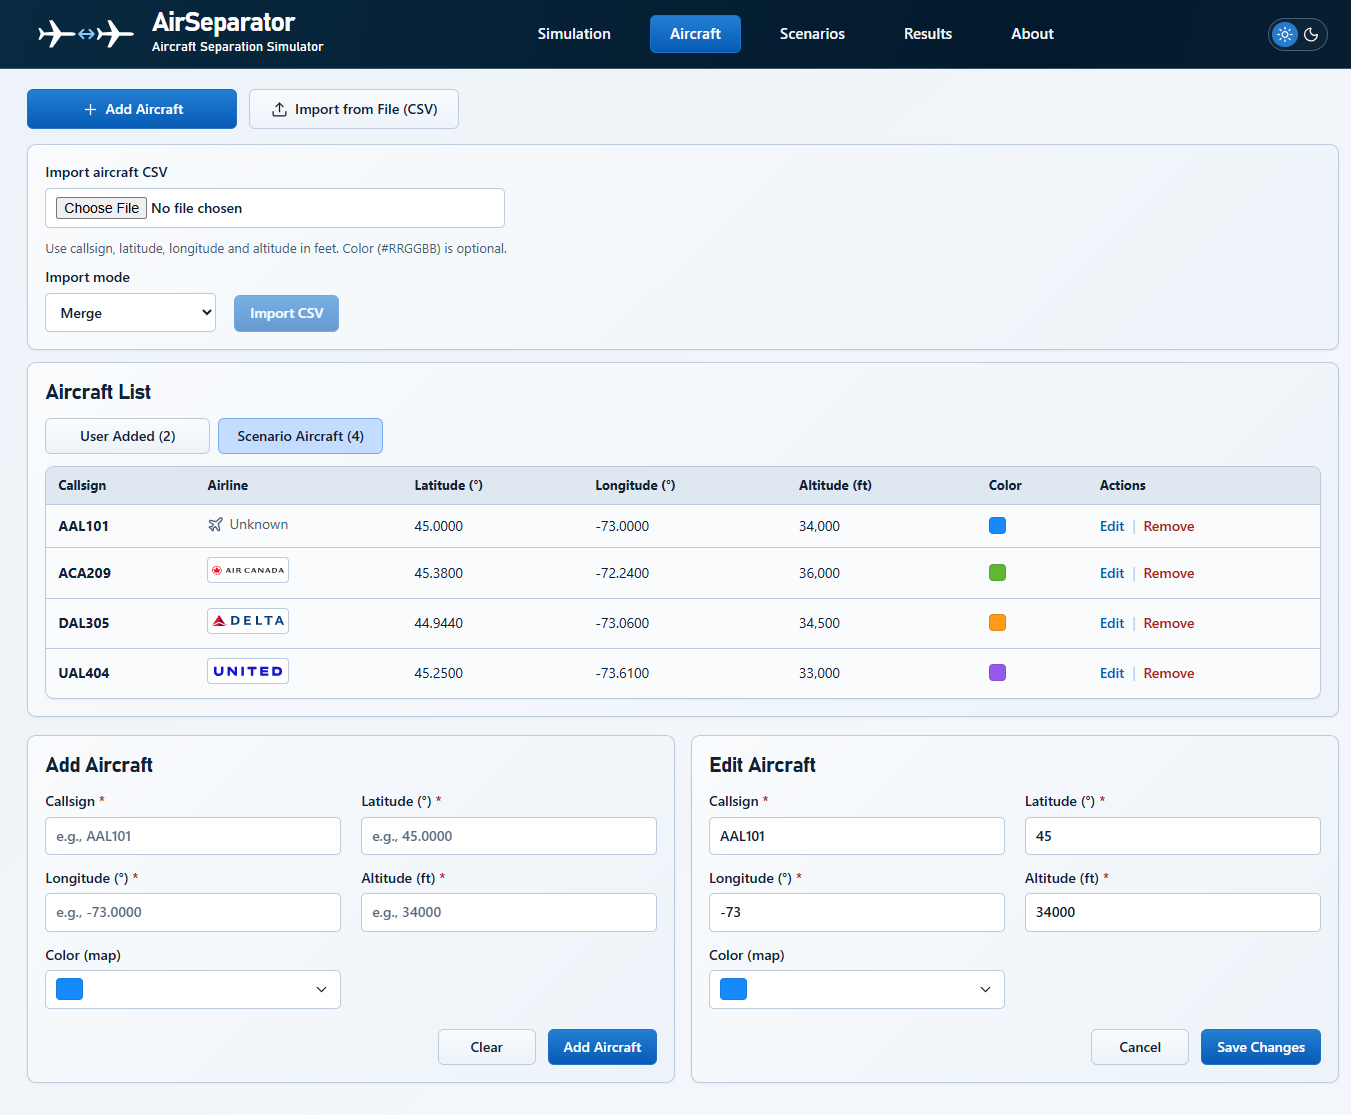 AirSeparator
Aircraft Separation Simulator
Simulation
Aircraft
Scenarios
Results
About
+ Add Aircraft
Import from File (CSV)
Import aircraft CSV
Choose File No file chosen
Use callsign, latitude, longitude and altitude in feet. Color (#RRGGBB) is optional.
Import mode
Merge
Import CSV
Aircraft List
User Added (2)
Scenario Aircraft (4)
Callsign Airline Latitude (°) Longitude (°) Altitude (ft) Color Actions
AAL101 Unknown 45.0000 -73.0000 34,000 Edit | Remove
ACA209 AIR CANADA 45.3800 -72.2400 36,000 Edit | Remove
DAL305 DELTA 44.9440 -73.0600 34,500 Edit | Remove
UAL404 UNITED 45.2500 -73.6100 33,000 Edit | Remove
Add Aircraft
Callsign *
Latitude (°) *
e.g., AAL101
e.g., 45.0000
Longitude (°) *
Altitude (ft) *
e.g., -73.0000
e.g., 34000
Color (map)
Clear
Add Aircraft
Edit Aircraft
Callsign *
Latitude (°) *
AAL101
45
Longitude (°) *
Altitude (ft) *
-73
34000
Color (map)
Cancel
Save Changes